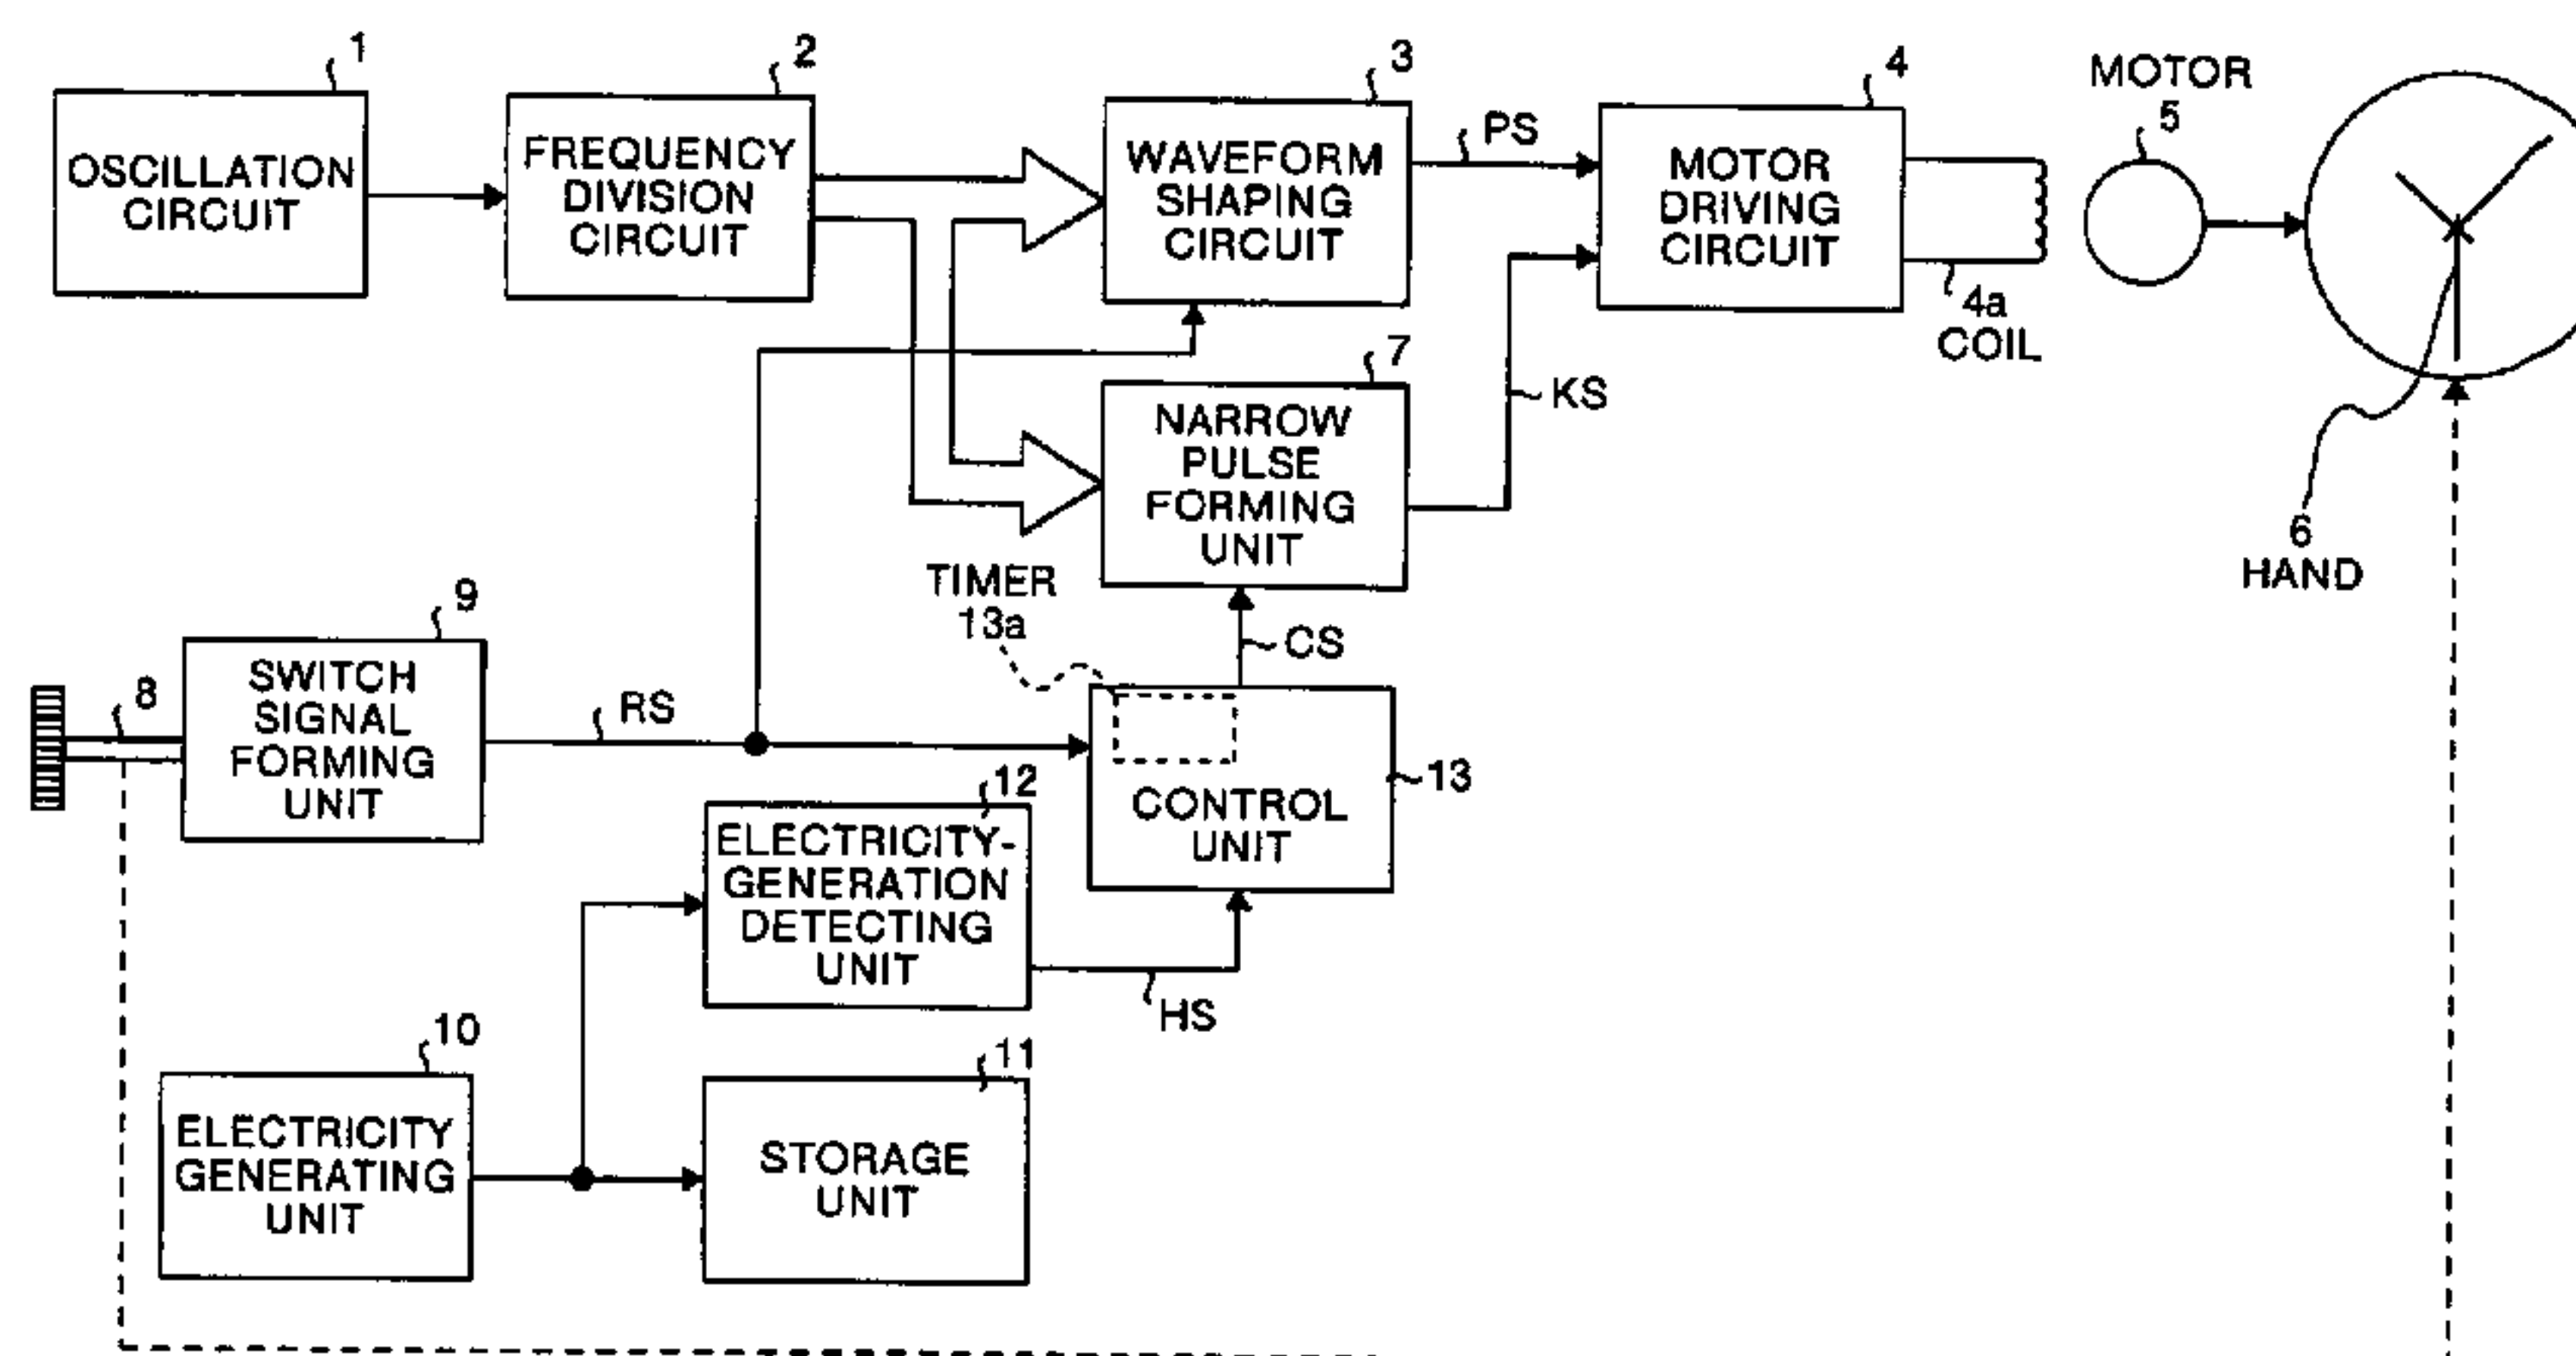 1
2
3
4
MOTOR
5
OSCILLATION
CIRCUIT
FREQUENCY
DIVISION
CIRCUIT
WAVEFORM
SHAPING
CIRCUIT
PS
MOTOR
DRIVING
CIRCUIT
4a
COIL
7
NARROW
PULSE
FORMING
UNIT
KS
6
HAND
TIMER
13a
CS
9
8
SWITCH
SIGNAL
FORMING
UNIT
RS
CONTROL
UNIT
13
12
ELECTRICITY-
GENERATION
DETECTING
UNIT
HS
10
ELECTRICITY
GENERATING
UNIT
11
STORAGE
UNIT